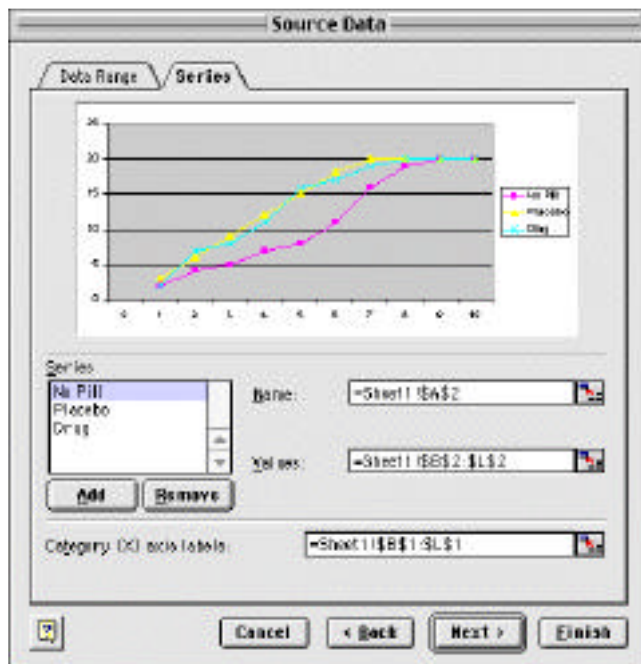 Source Data
Data Range Series
25
20
15
10
5
0
0 1 2 3 4 5 6 7 8 9 10
No Pill
Placebo
Drug
Series
No Pill
Placebo
Drug
Name: =Sheet1!$A$2
Values: =Sheet1!$B$2:$L$2
Add Remove
Category (X) axis labels: =Sheet1!$B$1:$L$1
Cancel < Back Next > Finish